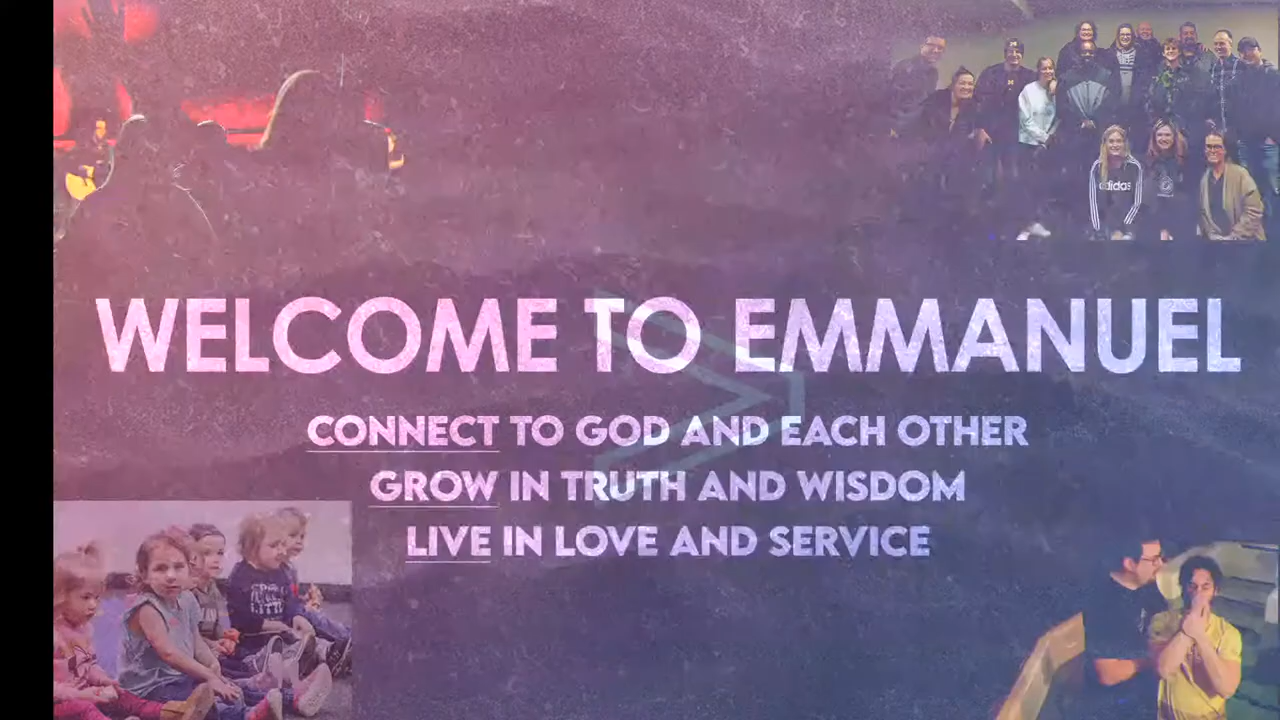 WELCOME TO EMMANUEL
CONNECT TO GOD AND EACH OTHER
GROW IN TRUTH AND WISDOM
LIVE IN LOVE AND SERVICE
adidas